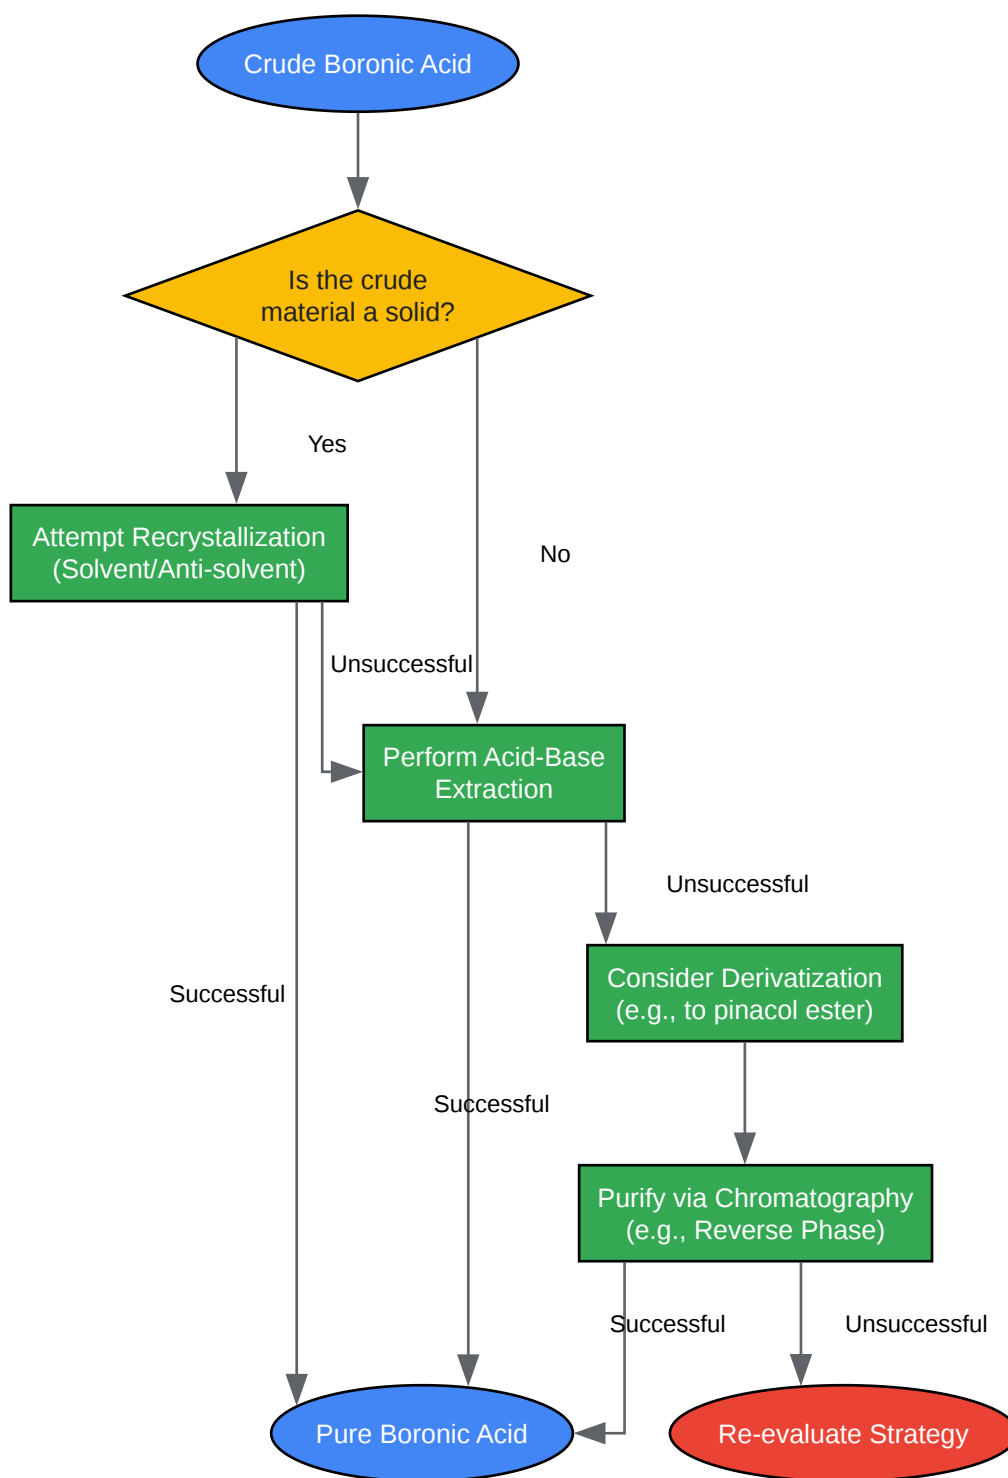 Crude Boronic Acid
Is the crude
material a solid?
Yes
Attempt Recrystallization
(Solvent/Anti-solvent)
No
Unsuccessful
Perform Acid-Base
Extraction
Unsuccessful
Consider Derivatization
(e.g., to pinacol ester)
Successful
Successful
Purify via Chromatography
(e.g., Reverse Phase)
Successful
Unsuccessful
Pure Boronic Acid
Re-evaluate Strategy